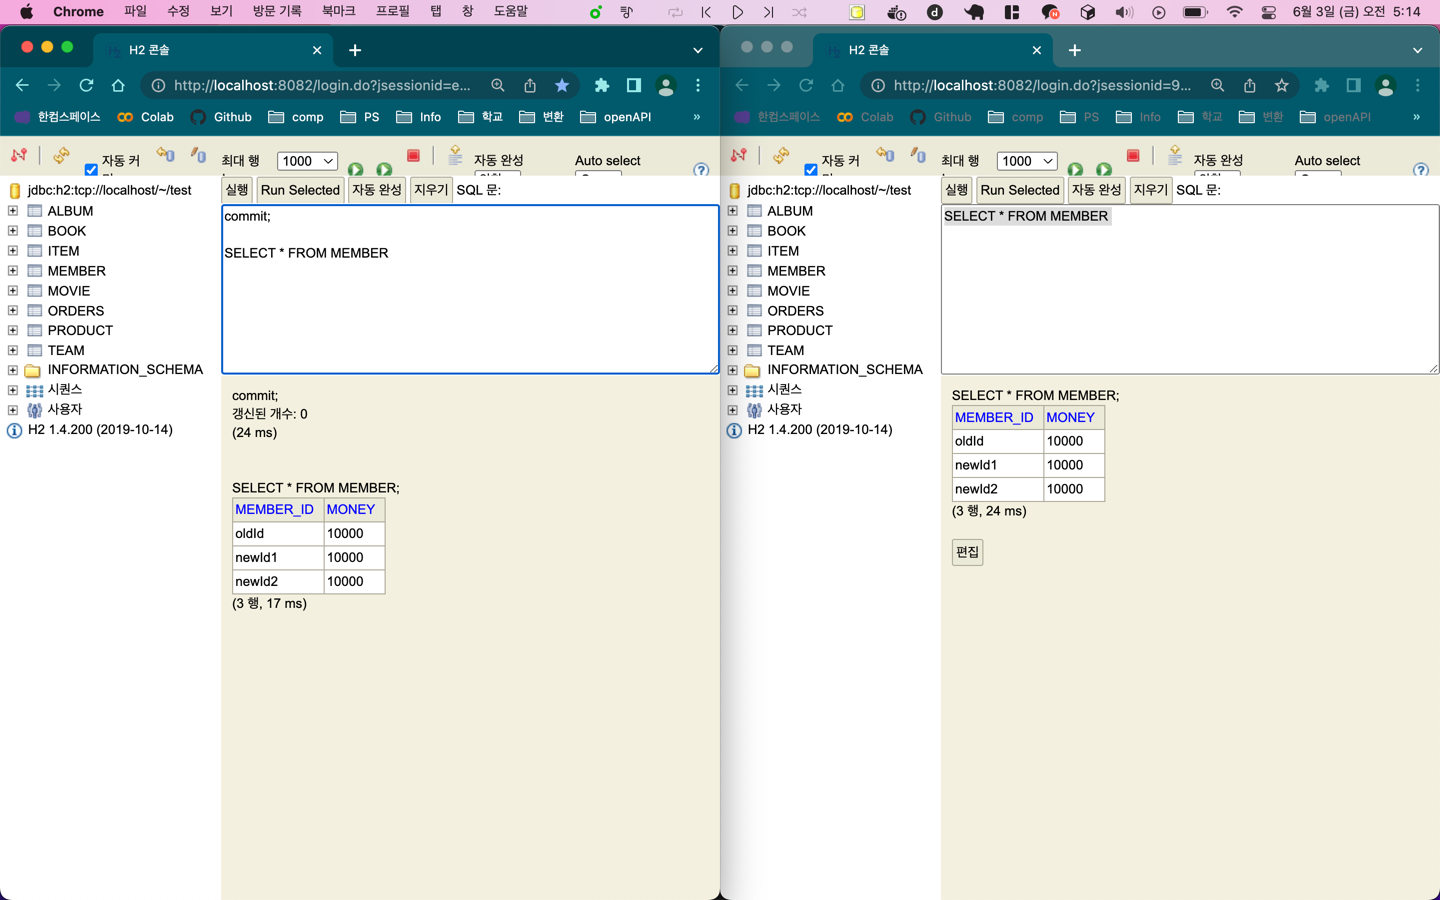 Chrome 파일 수정 보기 방문 기록 북마크 프로필 탭 창 도움말 6월 3일 (금) 오전 5:14
H2 콘솔
http://localhost:8082/login.do?jsessionid=e...
한컴스페이스 Colab Github comp PS Info 학교 변환 openAPI »
자동 커 최대 행 1000 자동 완성 Auto select
실행 Run Selected 자동 완성 지우기 SQL 문:
jdbc:h2:tcp://localhost/~/test
ALBUM
BOOK
ITEM
MEMBER
MOVIE
ORDERS
PRODUCT
TEAM
INFORMATION_SCHEMA
시퀀스
사용자
H2 1.4.200 (2019-10-14)
commit;
SELECT * FROM MEMBER
commit;
갱신된 개수: 0
(24 ms)
SELECT * FROM MEMBER;
MEMBER_ID MONEY
oldId 10000
newId1 10000
newId2 10000
(3 행, 17 ms)
H2 콘솔
http://localhost:8082/login.do?jsessionid=9...
한컴스페이스 Colab Github comp PS Info 학교 변환 openAPI »
자동 커 최대 행 1000 자동 완성 Auto select
실행 Run Selected 자동 완성 지우기 SQL 문:
jdbc:h2:tcp://localhost/~/test
ALBUM
BOOK
ITEM
MEMBER
MOVIE
ORDERS
PRODUCT
TEAM
INFORMATION_SCHEMA
시퀀스
사용자
H2 1.4.200 (2019-10-14)
SELECT * FROM MEMBER
SELECT * FROM MEMBER;
MEMBER_ID MONEY
oldId 10000
newId1 10000
newId2 10000
(3 행, 24 ms)
편집